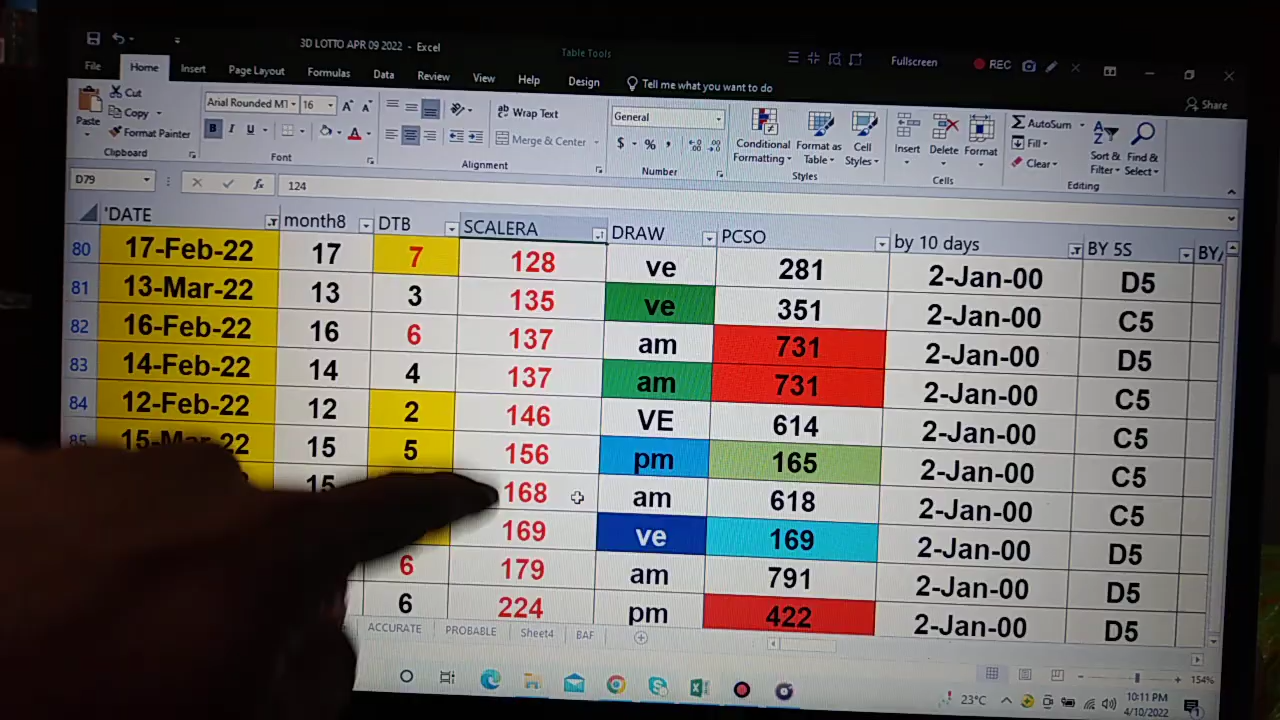 3D LOTTO APR 09 2022 - Excel
Table Tools
Fullscreen
REC
File Home Insert Page Layout Formulas Data Review View Help Design Tell me what you want to do
Share
Paste
Cut
Copy
Format Painter
Clipboard
Arial Rounded MT 16
B I U
Font
Wrap Text
Merge & Center
Alignment
General
$ %
Number
Conditional Formatting
Format as Table
Cell Styles
Styles
Insert
Delete
Format
Cells
AutoSum
Fill
Clear
Sort & Filter
Find & Select
Editing
D79
fx
124
'DATE month8 DTB SCALERA DRAW PCSO by 10 days BY 5S BY/
80 17-Feb-22 17 7 128 ve 281 2-Jan-00 D5
81 13-Mar-22 13 3 135 ve 351 2-Jan-00 C5
82 16-Feb-22 16 6 137 am 731 2-Jan-00 D5
83 14-Feb-22 14 4 137 am 731 2-Jan-00 C5
84 12-Feb-22 12 2 146 VE 614 2-Jan-00 C5
85 15-Mar-22 15 5 156 pm 165 2-Jan-00 C5
15 168 am 618 2-Jan-00 C5
169 ve 169 2-Jan-00 D5
6 179 am 791 2-Jan-00 D5
6 224 pm 422 2-Jan-00 D5
ACCURATE PROBABLE Sheet4 BAF
154%
23°C
10:11 PM
4/10/2022